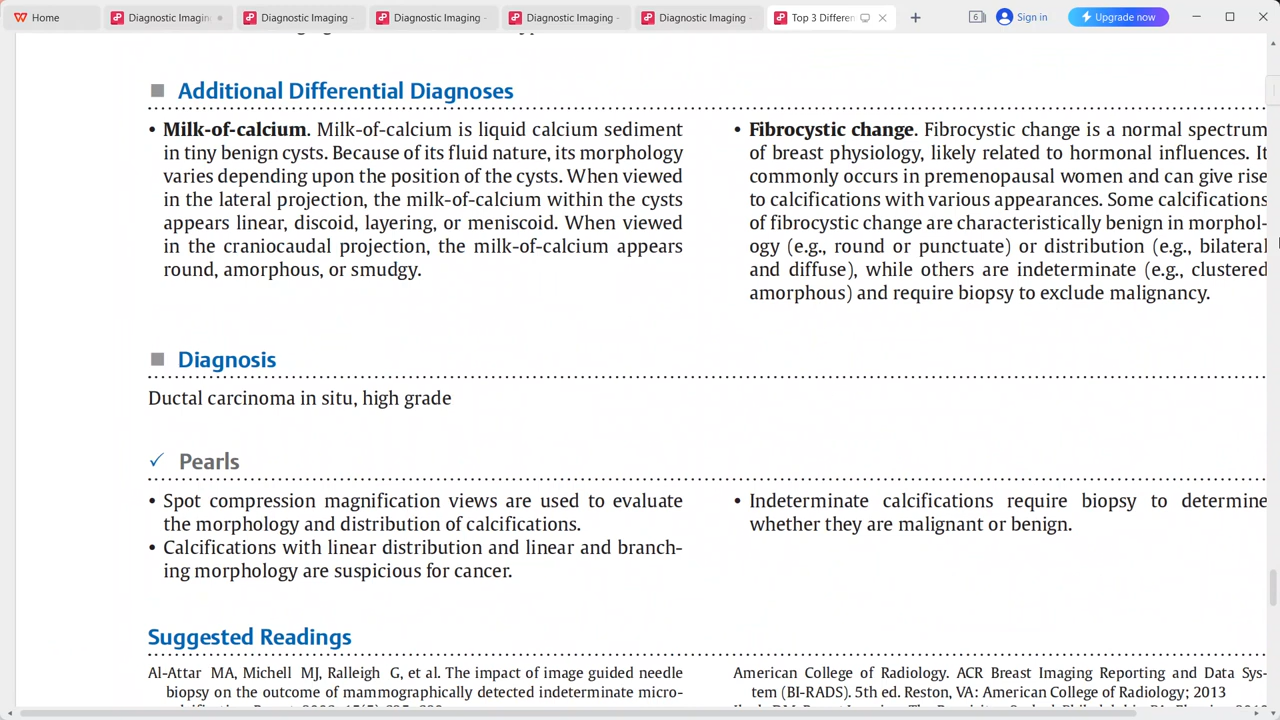 Home
Diagnostic Imaging
Diagnostic Imaging -
Diagnostic Imaging -
Diagnostic Imaging -
Diagnostic Imaging -
Top 3 Differen
6
Sign in
Upgrade now
Additional Differential Diagnoses
• Milk-of-calcium. Milk-of-calcium is liquid calcium sediment
in tiny benign cysts. Because of its fluid nature, its morphology
varies depending upon the position of the cysts. When viewed
in the lateral projection, the milk-of-calcium within the cysts
appears linear, discoid, layering, or meniscoid. When viewed
in the craniocaudal projection, the milk-of-calcium appears
round, amorphous, or smudgy.
• Fibrocystic change. Fibrocystic change is a normal spectrum
of breast physiology, likely related to hormonal influences. It
commonly occurs in premenopausal women and can give rise
to calcifications with various appearances. Some calcifications
of fibrocystic change are characteristically benign in morphol-
ogy (e.g., round or punctuate) or distribution (e.g., bilateral
and diffuse), while others are indeterminate (e.g., clustered
amorphous) and require biopsy to exclude malignancy.
Diagnosis
Ductal carcinoma in situ, high grade
✓ Pearls
• Spot compression magnification views are used to evaluate
the morphology and distribution of calcifications.
• Calcifications with linear distribution and linear and branch-
ing morphology are suspicious for cancer.
• Indeterminate calcifications require biopsy to determine
whether they are malignant or benign.
Suggested Readings
Al-Attar MA, Michell MJ, Ralleigh G, et al. The impact of image guided needle
biopsy on the outcome of mammographically detected indeterminate micro-
American College of Radiology. ACR Breast Imaging Reporting and Data Sys-
tem (BI-RADS). 5th ed. Reston, VA: American College of Radiology; 2013